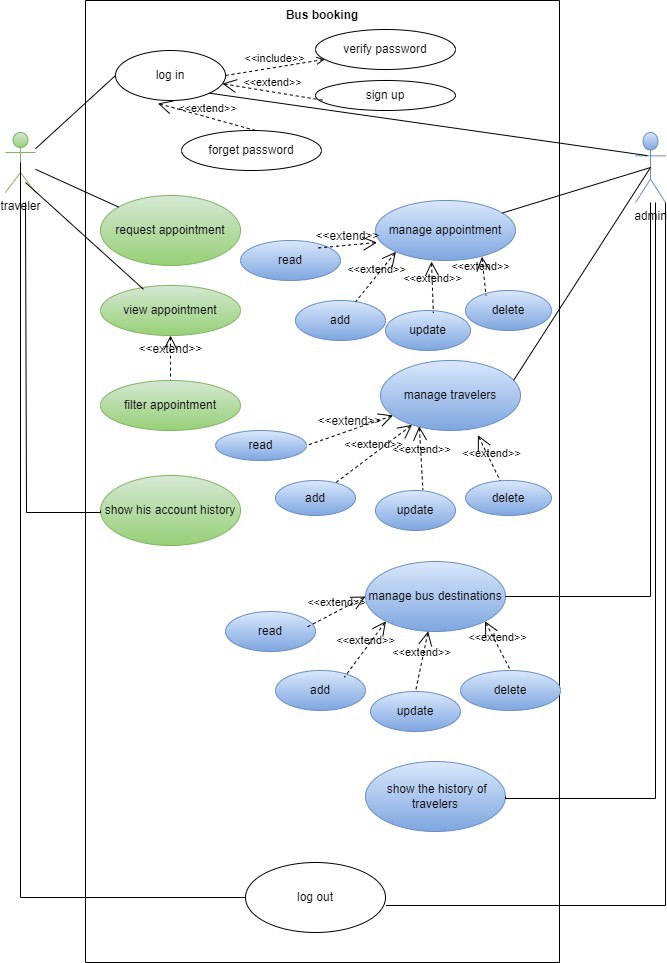 Bus booking
verify password
<<include>>
log in
<<extend>>
sign up
<<extend>>
forget password
traveler
admin
request appointment
manage appointment
<<extend>>
read
<<extend>>
<<extend>>
<<extend>>
view appointment
add
update
delete
<<extend>>
filter appointment
manage travelers
<<extend>>
read
<<extend>>
<<extend>>
<<extend>>
add
update
delete
show his account history
manage bus destinations
<<extend>>
read
<<extend>>
<<extend>>
<<extend>>
add
update
delete
show the history of
travelers
log out